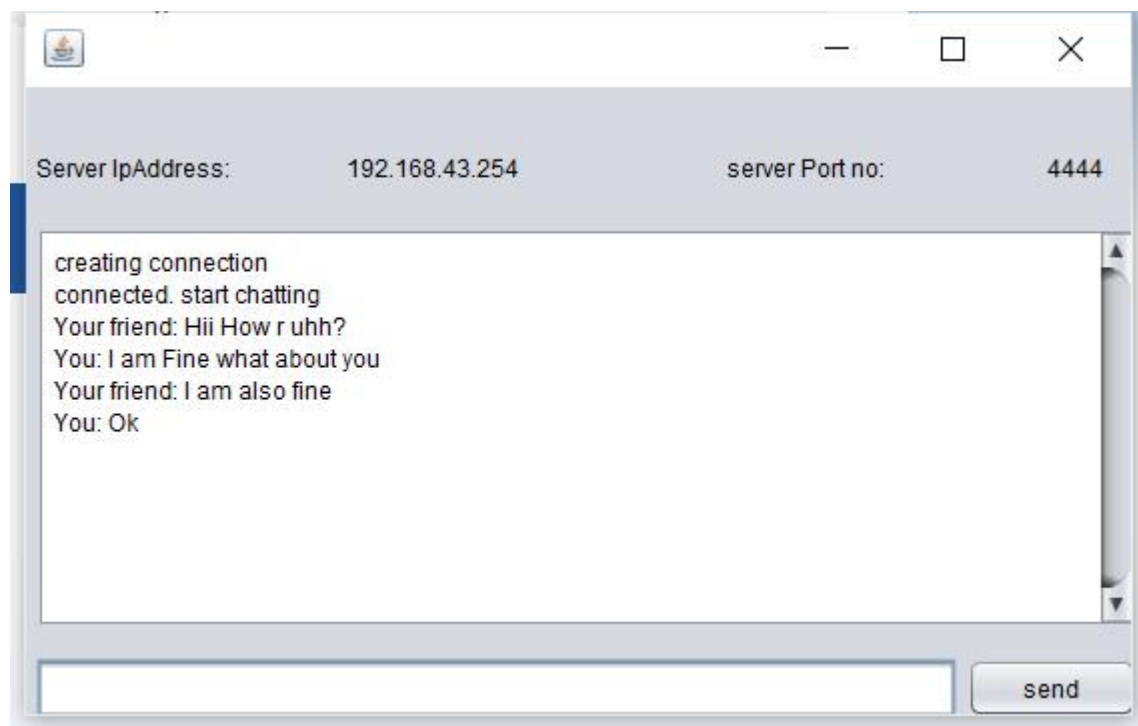 Server IpAddress: 192.168.43.254 server Port no: 4444
creating connection
connected. start chatting
Your friend: Hii How r uhh?
You: I am Fine what about you
Your friend: I am also fine
You: Ok
send